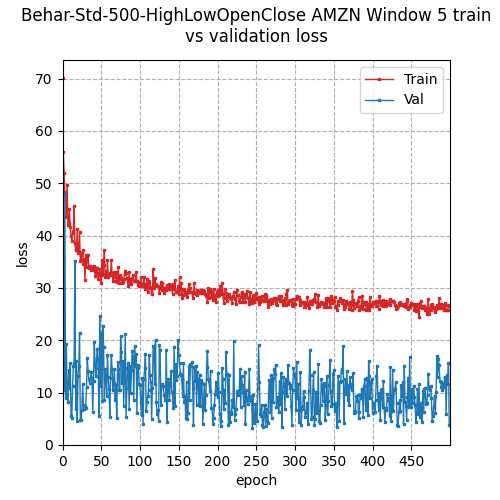 Behar-Std-500-HighLowOpenClose AMZN Window 5 train
vs validation loss
Train
Val
70
60
50
40
30
20
10
0
loss
0 50 100 150 200 250 300 350 400 450
epoch